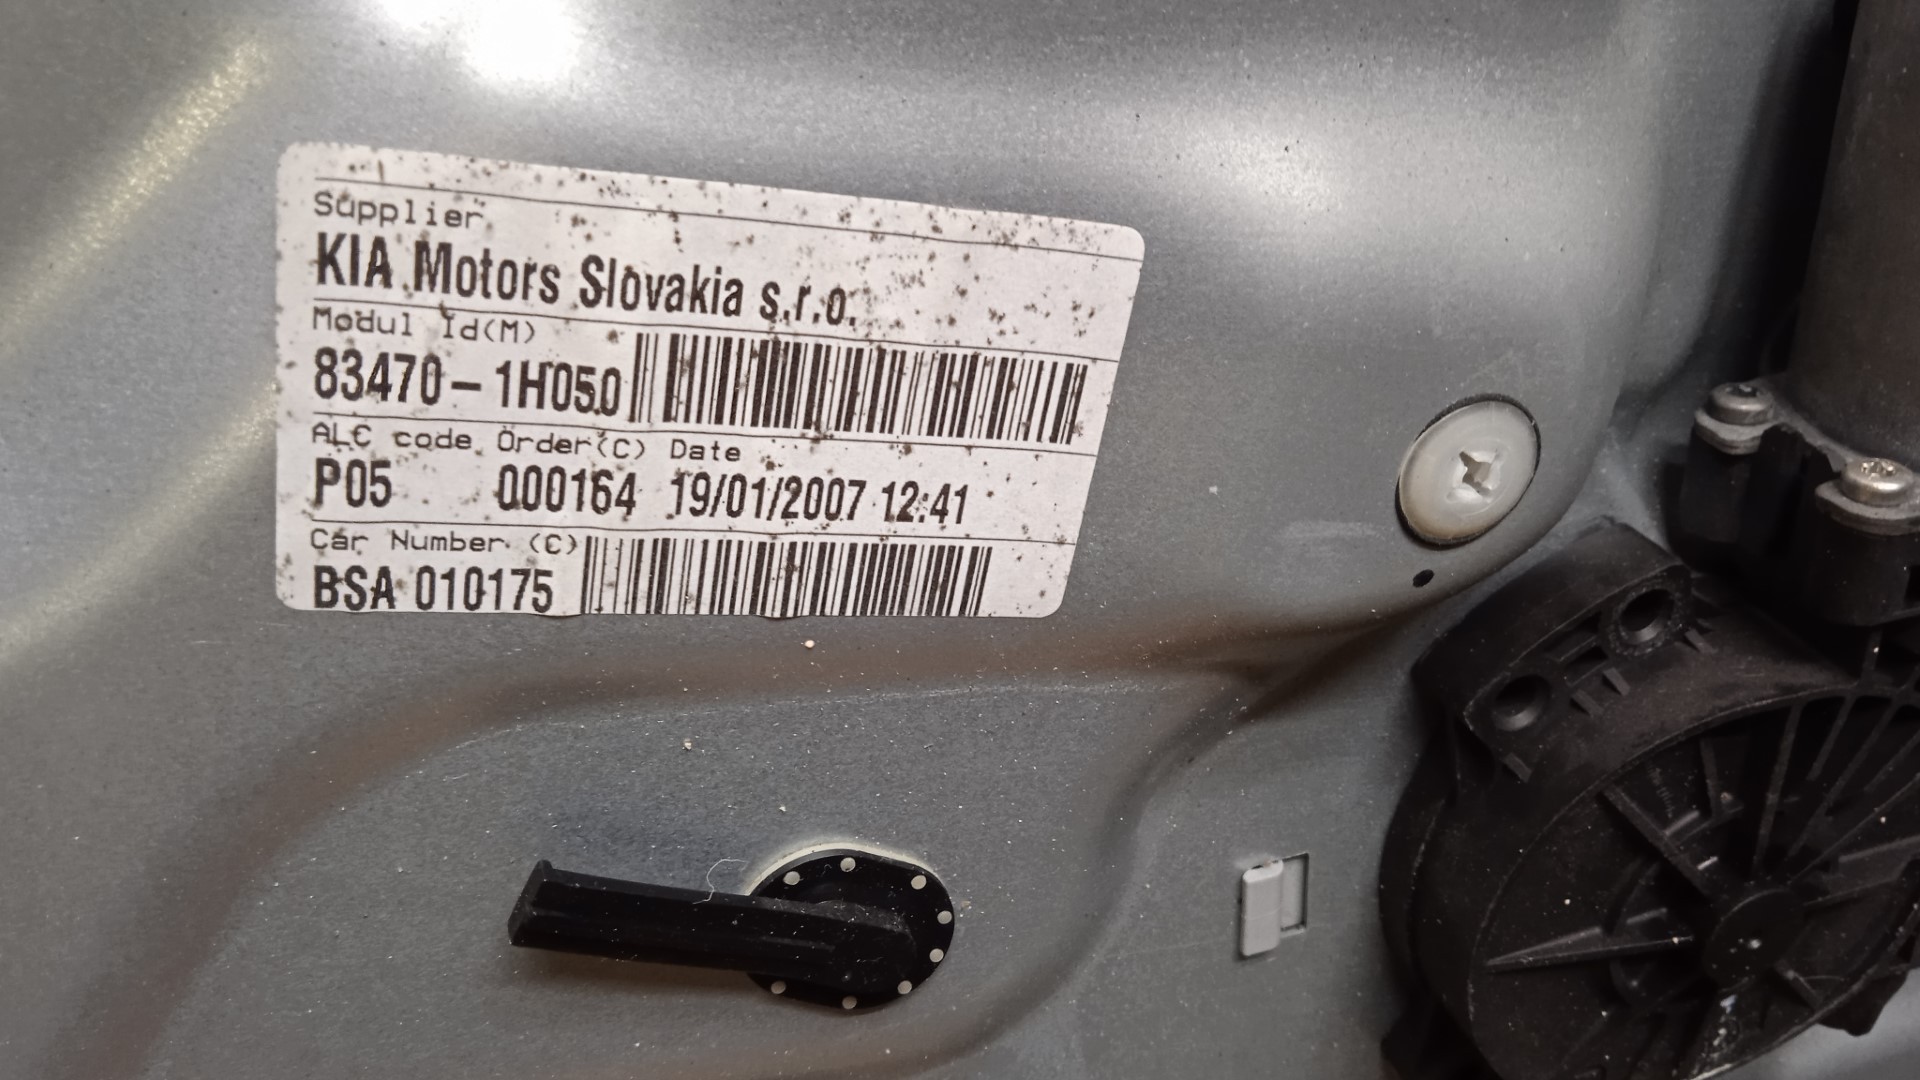 Supplier
KIA Motors Slovakia s.r.o.
Modul Id(M)
83470-1H050
ALC code Order(C) Date
P05 000164 19/01/2007 12:41
Car Number (C)
BSA 010175